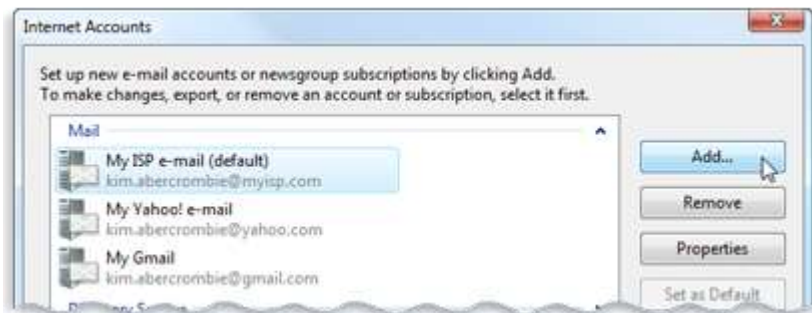 Internet Accounts
Set up new e-mail accounts or newsgroup subscriptions by clicking Add.
To make changes, export, or remove an account or subscription, select it first.
Mail
My ISP e-mail (default)
kim.abercrombie@myisp.com
My Yahoo! e-mail
kim.abercrombie@yahoo.com
My Gmail
kim.abercrombie@gmail.com
Add...
Remove
Properties
Set as Default